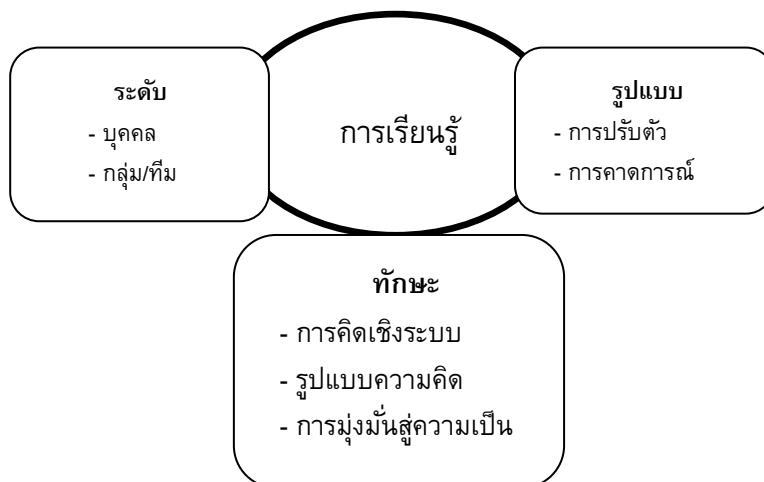 ระดับ
- บุคคล
- กลุ่ม/ทีม
การเรียนรู้
รูปแบบ
- การปรับตัว
- การคาดการณ์
ทักษะ
- การคิดเชิงระบบ
- รูปแบบความคิด
- การมุ่งมั่นสู่ความเป็น